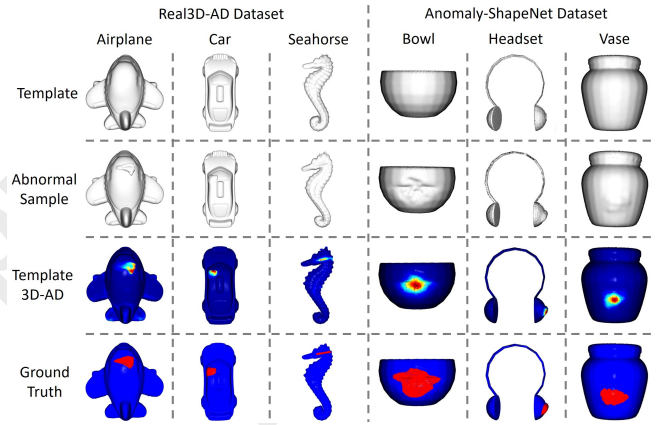 Real3D-AD Dataset
Anomaly-ShapeNet Dataset
Airplane
Car
Seahorse
Bowl
Headset
Vase
Template
Abnormal
Sample
Template
3D-AD
Ground
Truth